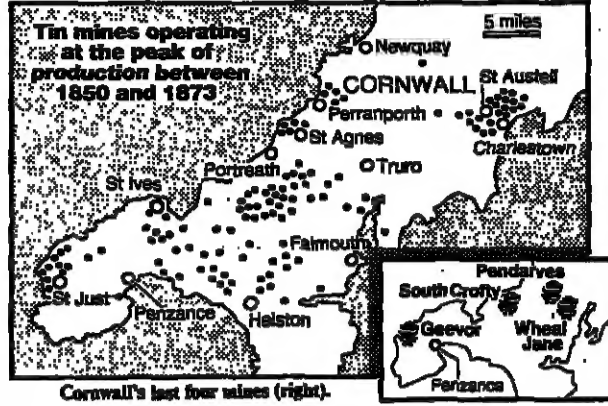 Tin mines operating
at the peak of
production between
1850 and 1873
5 miles
Newquay
CORNWALL
St Austell
Perranporth
St Agnes
Charlestown
Portreath
Truro
St Ives
Falmouth
St Just
Penzance
Helston
Pendarves
South Crofty
Geevor
Wheal
Jane
Penzance
Cornwall's last four mines (right).